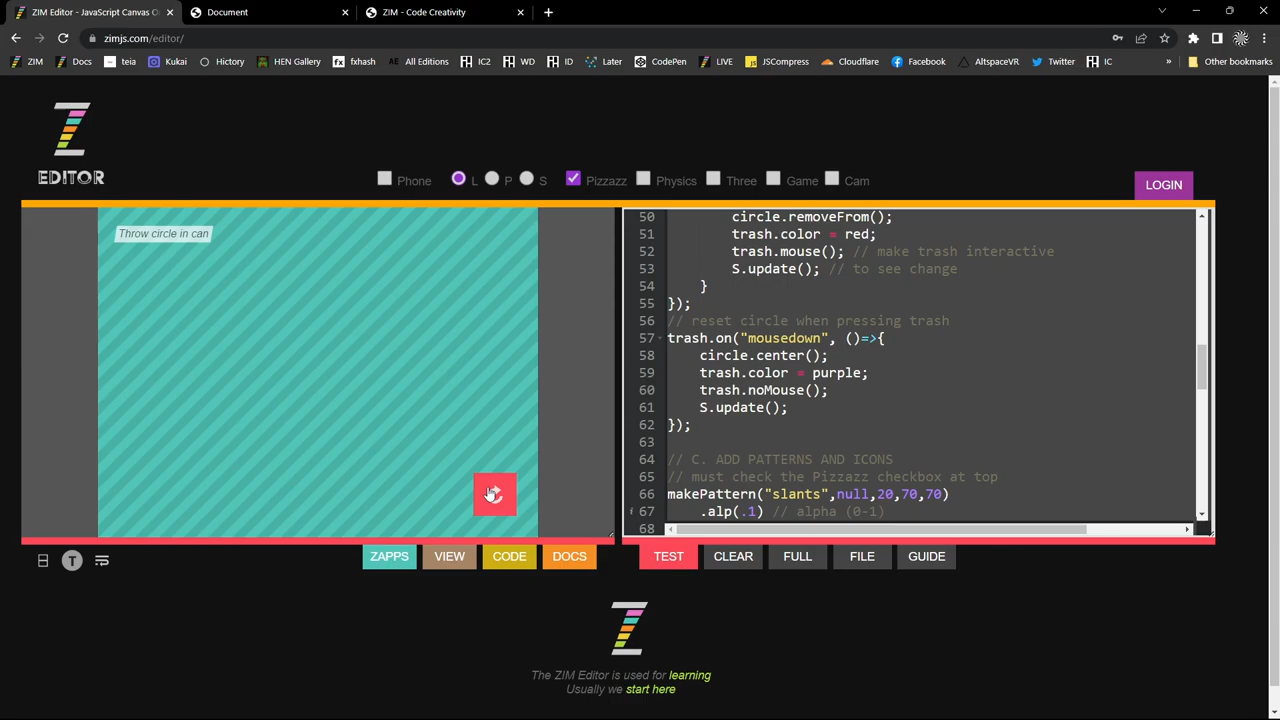 ZIM Editor - JavaScript Canvas O
Document
ZIM - Code Creativity
zimjs.com/editor/
ZIM
Docs
teia
Kukai
Hictory
HEN Gallery
fxhash
All Editions
IC2
WD
ID
Later
CodePen
LIVE
JSCompress
Cloudflare
Facebook
AltspaceVR
Twitter
IC
Other bookmarks
EDITOR
Phone
L
P
S
Pizzazz
Physics
Three
Game
Cam
LOGIN
Throw circle in can
50 circle.removeFrom();
51 trash.color = red;
52 trash.mouse(); // make trash interactive
53 S.update(); // to see change
54 }
55 });
56 // reset circle when pressing trash
57 trash.on("mousedown", ()=>{
58 circle.center();
59 trash.color = purple;
60 trash.noMouse();
61 S.update();
62 });
63
64 // C. ADD PATTERNS AND ICONS
65 // must check the Pizzazz checkbox at top
66 makePattern("slants",null,20,70,70)
67 .alp(.1) // alpha (0-1)
68
T
ZAPPS
VIEW
CODE
DOCS
TEST
CLEAR
FULL
FILE
GUIDE
The ZIM Editor is used for learning
Usually we start here